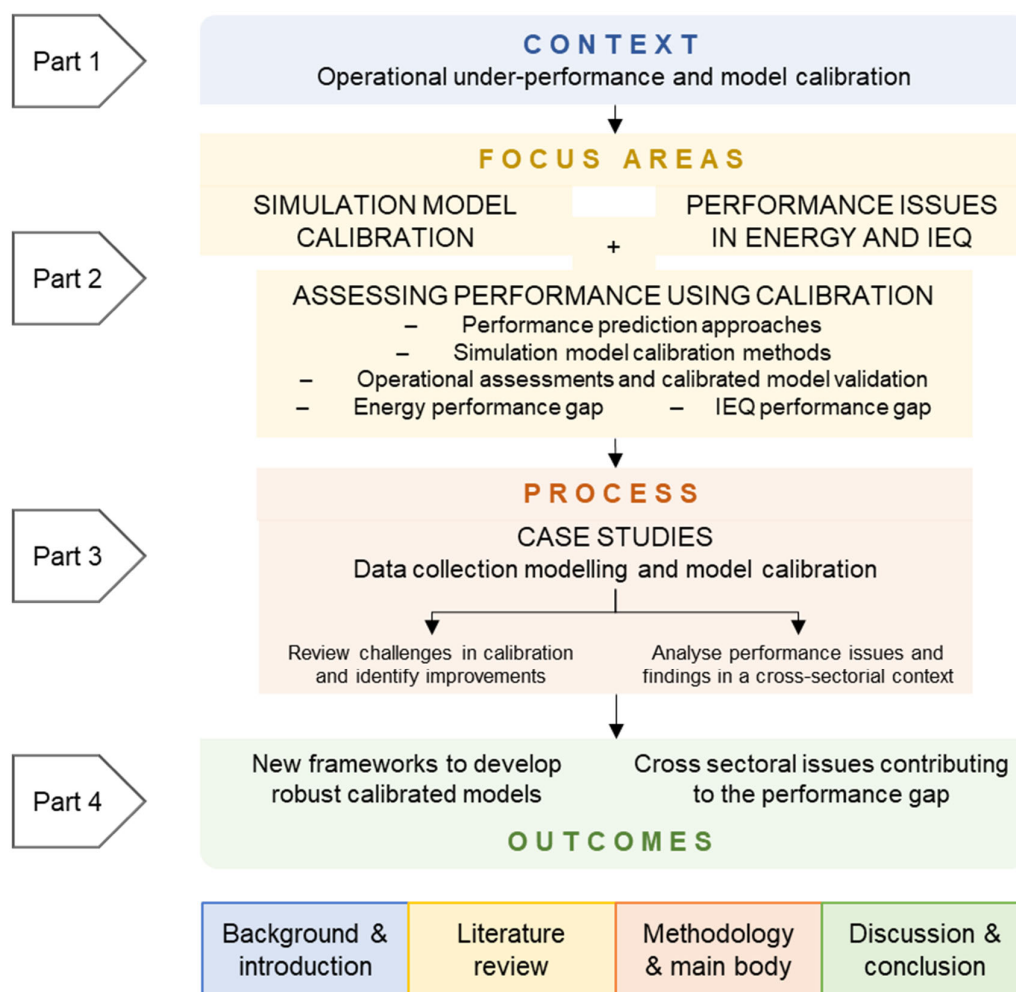 Part 1
CONTEXT
Operational under-performance and model calibration
Part 2
FOCUS AREAS
SIMULATION MODEL
CALIBRATION
+
PERFORMANCE ISSUES
IN ENERGY AND IEQ
ASSESSING PERFORMANCE USING CALIBRATION
– Performance prediction approaches
– Simulation model calibration methods
– Operational assessments and calibrated model validation
– Energy performance gap – IEQ performance gap
Part 3
PROCESS
CASE STUDIES
Data collection modelling and model calibration
Review challenges in calibration
and identify improvements
Analyse performance issues and
findings in a cross-sectorial context
Part 4
New frameworks to develop
robust calibrated models
Cross sectoral issues contributing
to the performance gap
OUTCOMES
Background &
introduction
Literature
review
Methodology
& main body
Discussion &
conclusion